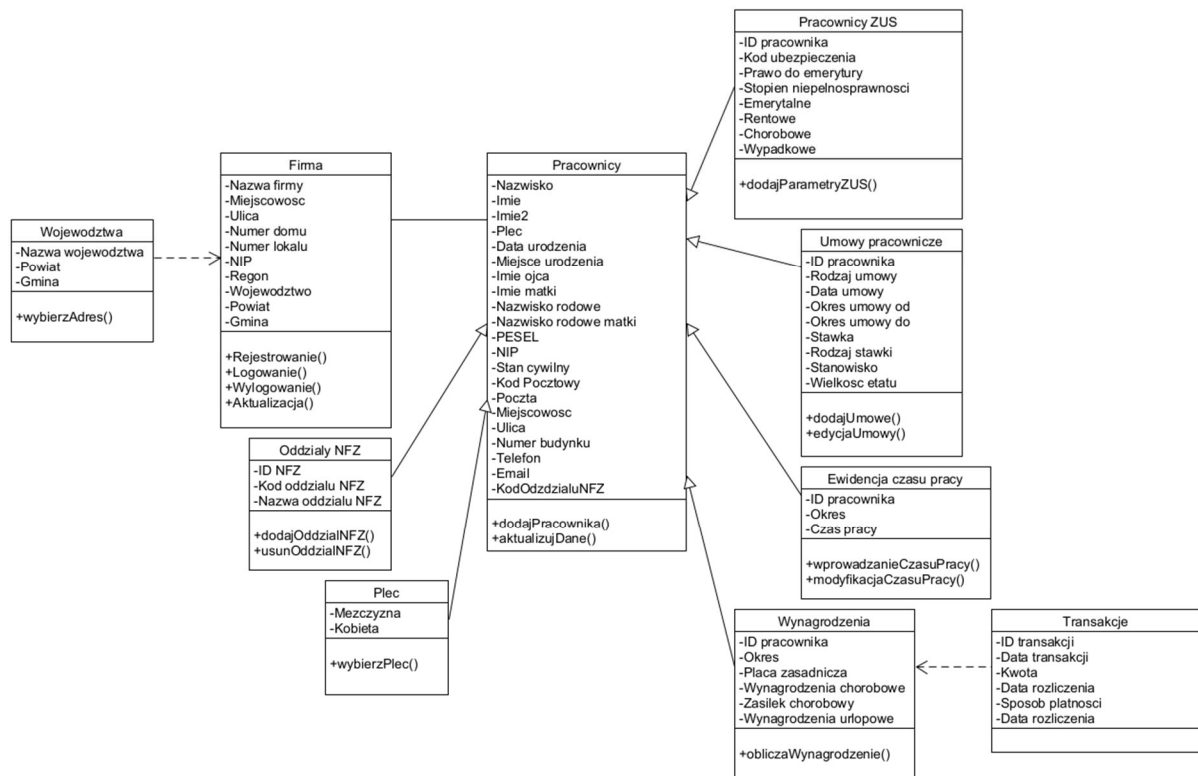 Pracownicy ZUS
-ID pracownika
-Kod ubezpieczenia
-Prawo do emerytury
-Stopien niepelnosprawnosci
-Emerytalne
-Rentowe
-Chorobowe
-Wypadkowe
+dodajParametryZUS()
Firma
-Nazwa firmy
-Miejscowosc
-Ulica
-Numer domu
-Numer lokalu
-NIP
-Regon
-Wojewodztwo
-Powiat
-Gmina
+Rejestrowanie()
+Logowanie()
+Wylogowanie()
+Aktualizacja()
Pracownicy
-Nazwisko
-Imie
-Imie2
-Plec
-Data urodzenia
-Miejsce urodzenia
-Imie ojca
-Imie matki
-Nazwisko rodowe
-Nazwisko rodowe matki
-PESEL
-NIP
-Stan cywilny
-Kod Pocztowy
-Poczta
-Miejscowosc
-Ulica
-Numer budynku
-Telefon
-Email
-KodOdzdzialuNFZ
+dodajPracownika()
+aktualizujDane()
Wojewodztwa
-Nazwa wojewodztwa
-Powiat
-Gmina
+wybierzAdres()
Umowy pracownicze
-ID pracownika
-Rodzaj umowy
-Data umowy
-Okres umowy od
-Okres umowy do
-Stawka
-Rodzaj stawki
-Stanowisko
-Wielkosc etatu
+dodajUmowe()
+edycjaUmowy()
Oddzialy NFZ
-ID NFZ
-Kod oddzialu NFZ
-Nazwa oddzialu NFZ
+dodajOddzialNFZ()
+usunOddzialNFZ()
Ewidencja czasu pracy
-ID pracownika
-Okres
-Czas pracy
+wprowadzanieCzasuPracy()
+modyfikacjaCzasuPracy()
Plec
-Mezczyzna
-Kobieta
+wybierzPlec()
Wynagrodzenia
-ID pracownika
-Okres
-Placa zasadnicza
-Wynagrodzenia chorobowe
-Zasilek chorobowy
-Wynagrodzenia urlopowe
+obliczaWynagrodzenie()
Transakcje
-ID transakcji
-Data transakcji
-Kwota
-Data rozliczenia
-Sposob platnosci
-Data rozliczenia